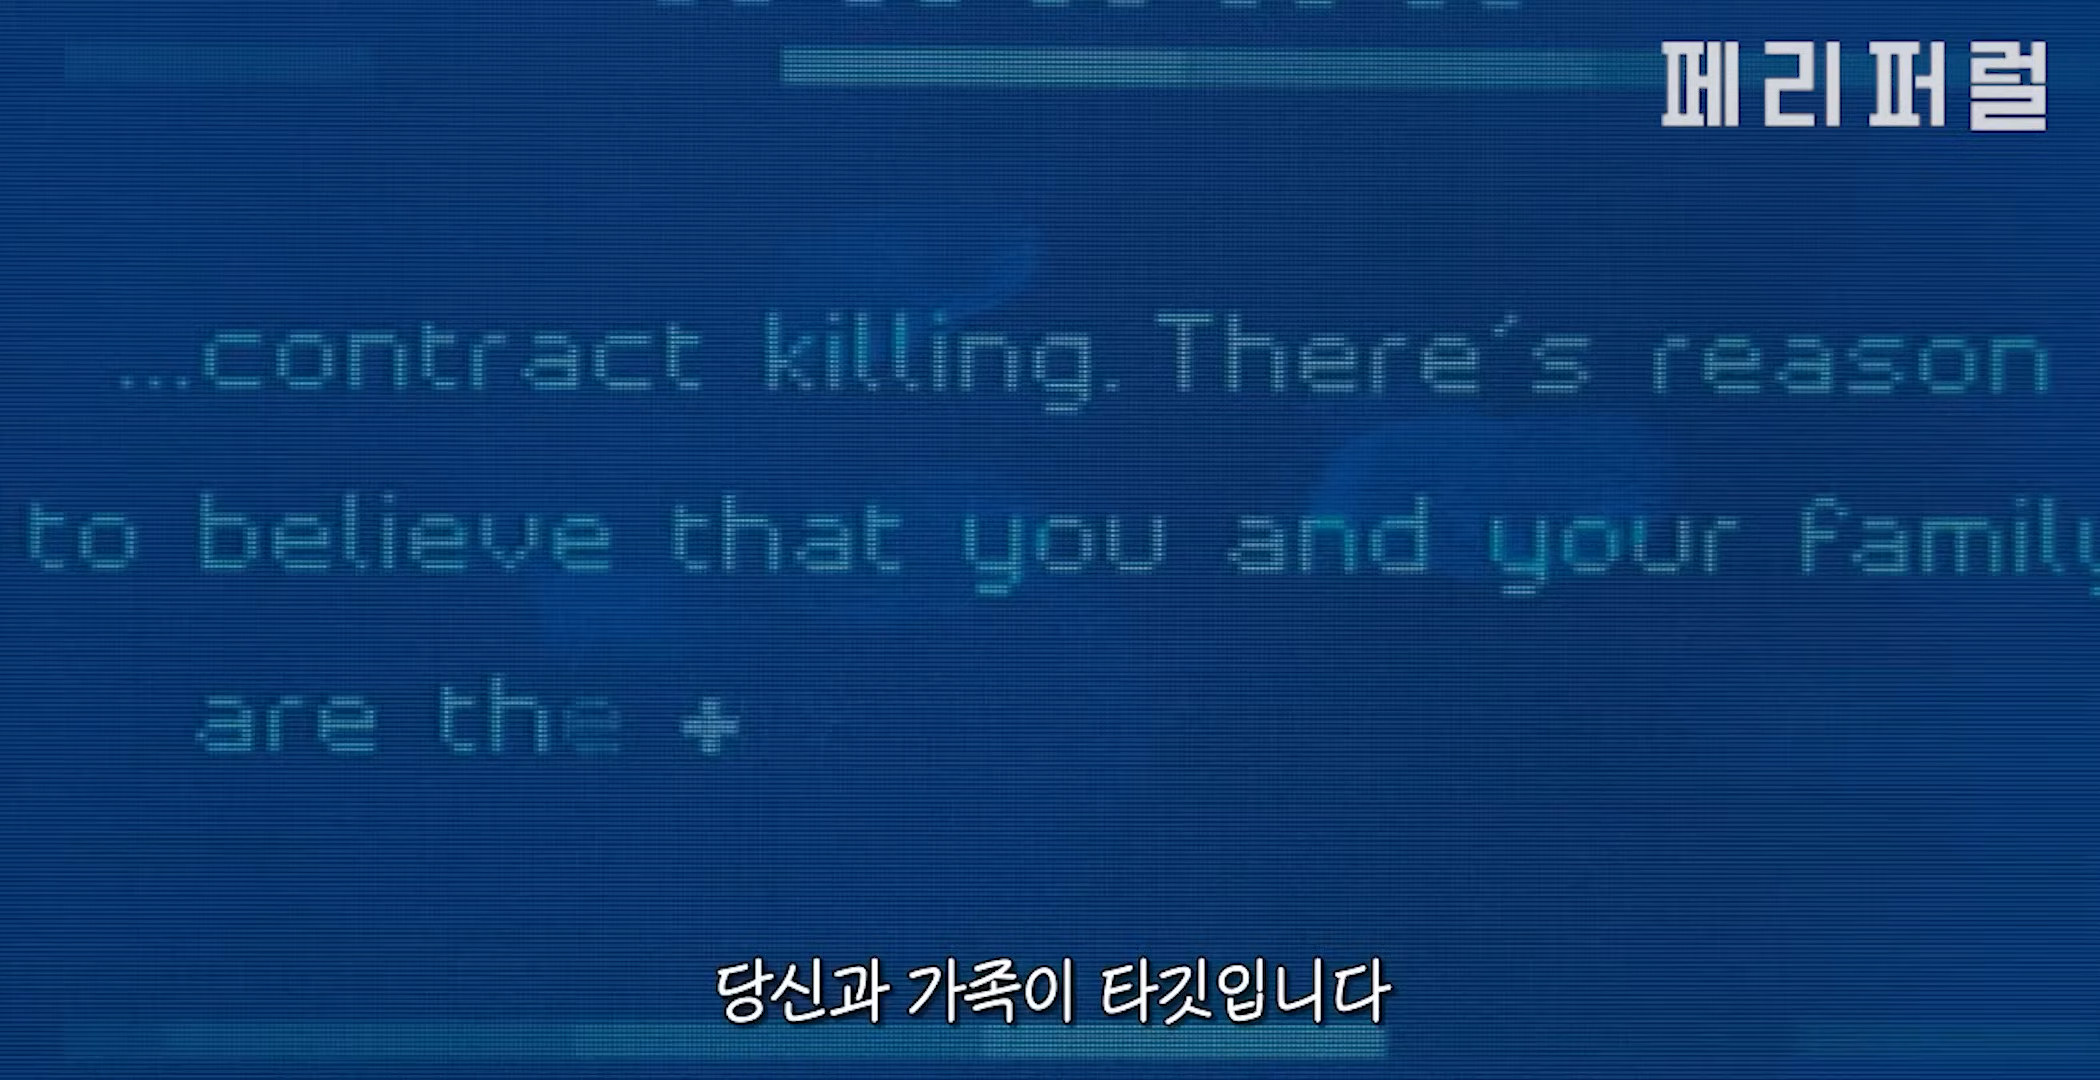 페리퍼럴
...contract killing. There's reason
to believe that you and your family
are the
당신과 가족이 타깃입니다